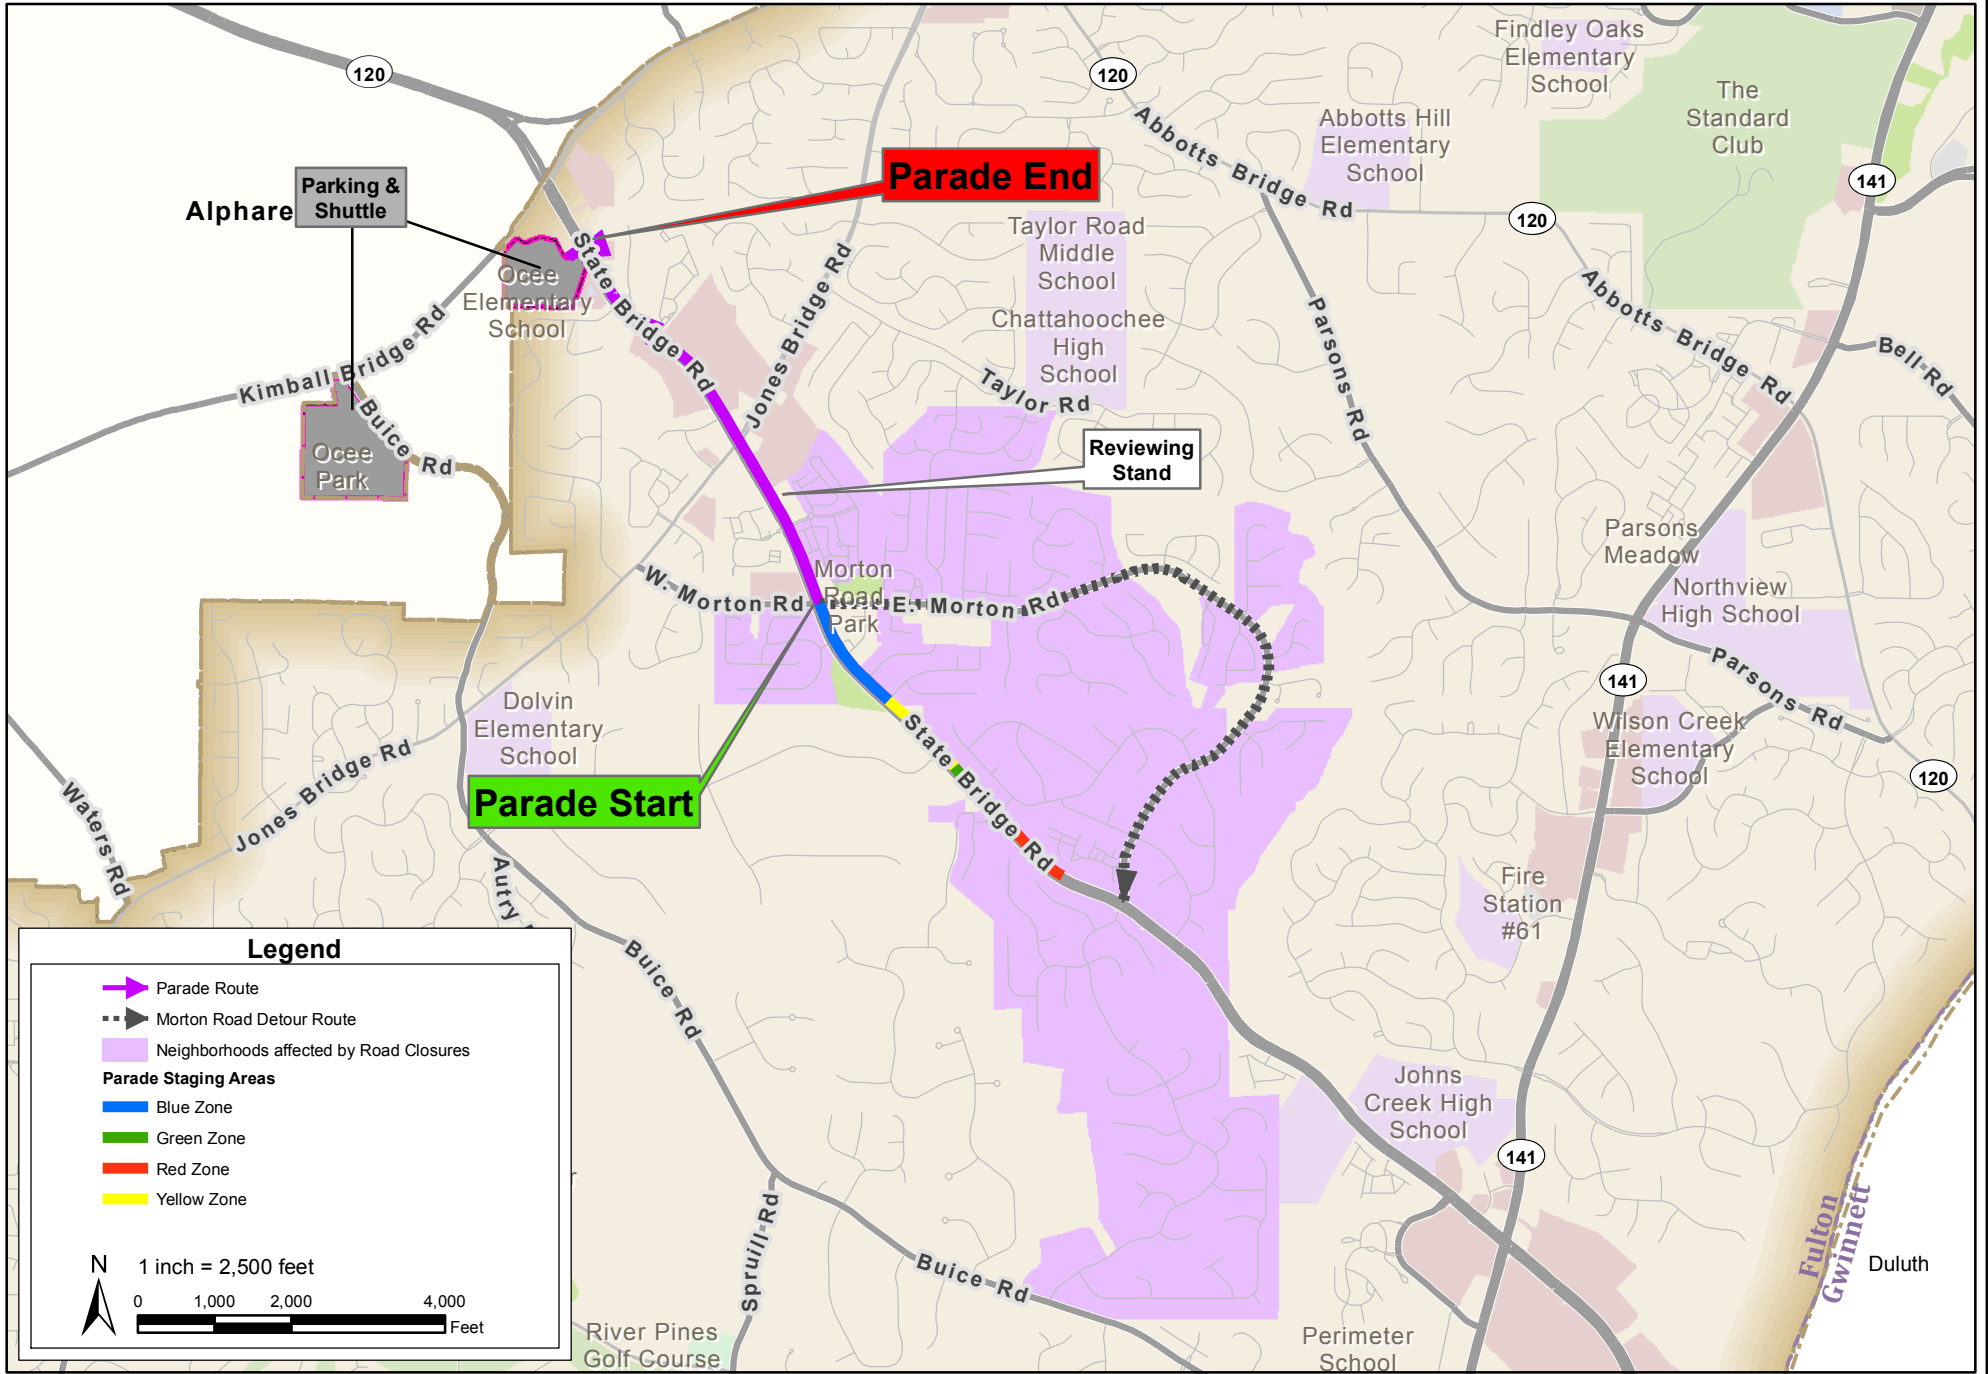 120
120
Findley Oaks
Elementary
School
The
Standard
Club
Abbotts Hill
Elementary
School
Abbotts Bridge Rd
141
Parking &
Shuttle
Alphare
Parade End
120
Taylor Road
Middle
School
Chattahoochee
High
School
Taylor Rd
Jones Bridge Rd
State Bridge Rd
Ocee
Elementary
School
Kimball Bridge Rd
Buice Rd
Ocee
Park
Parsons Rd
Abbotts Bridge Rd
Bell Rd
Reviewing
Stand
Parsons
Meadow
Northview
High School
Morton
Road
Park
W. Morton Rd
E. Morton Rd
141
Parsons Rd
Wilson Creek
Elementary
School
120
Dolvin
Elementary
School
Parade Start
State Bridge Rd
Jones Bridge Rd
Waters Rd
Autry
Buice Rd
Fire
Station
#61
Johns
Creek High
School
141
Fulton
Gwinnett
Duluth
Spruill Rd
Buice Rd
River Pines
Golf Course
Perimeter
School
Legend
Parade Route
Morton Road Detour Route
Neighborhoods affected by Road Closures
Parade Staging Areas
Blue Zone
Green Zone
Red Zone
Yellow Zone
N
1 inch = 2,500 feet
0 1,000 2,000 4,000
Feet